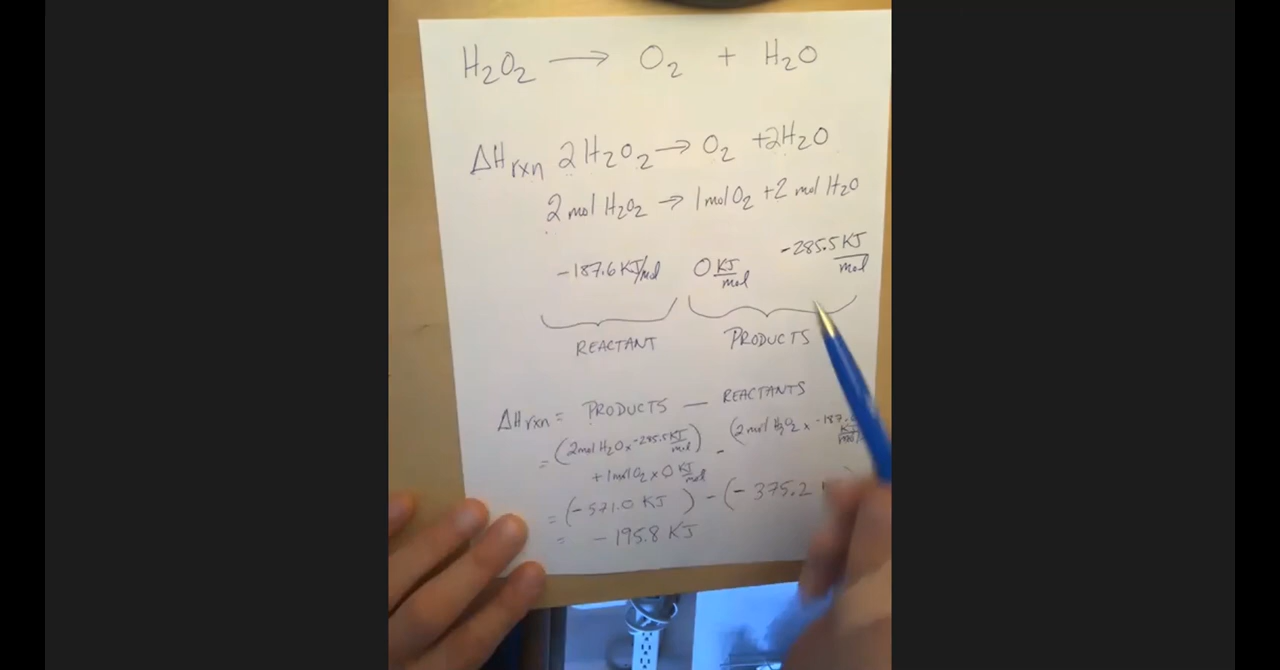 H₂O₂ → O₂ + H₂O
ΔHrxn 2H₂O₂ → O₂ +2H₂O
2 mol H₂O₂ → 1 mol O₂ + 2 mol H₂O
-187.6 KJ/mol 0 KJ/mol -285.5 KJ/mol
REACTANT PRODUCTS
ΔHrxn = PRODUCTS — REACTANTS
= (2 mol H₂O x -285.5 KJ/mol - (2 mol H₂O₂ x -187.
+ 1 mol O₂ x 0 KJ/mol)
= (-571.0 KJ) - (-375.2
= -195.8 KJ